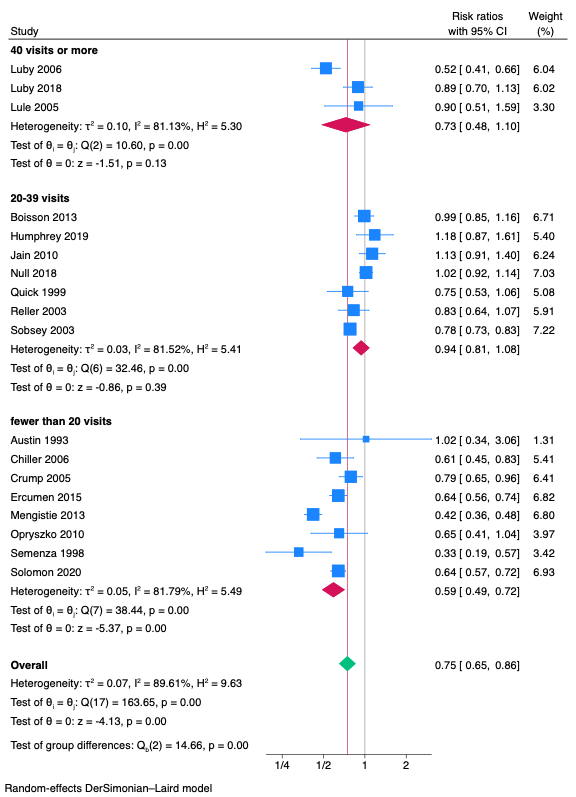 Risk ratios Weight
Study with 95% CI (%)
40 visits or more
Luby 2006 0.52 [ 0.41, 0.66] 6.04
Luby 2018 0.89 [ 0.70, 1.13] 6.02
Lule 2005 0.90 [ 0.51, 1.59] 3.30
Heterogeneity: τ² = 0.10, I² = 81.13%, H² = 5.30 0.73 [ 0.48, 1.10]
Test of θᵢ = θⱼ: Q(2) = 10.60, p = 0.00
Test of θ = 0: z = -1.51, p = 0.13
20-39 visits
Boisson 2013 0.99 [ 0.85, 1.16] 6.71
Humphrey 2019 1.18 [ 0.87, 1.61] 5.40
Jain 2010 1.13 [ 0.91, 1.40] 6.24
Null 2018 1.02 [ 0.92, 1.14] 7.03
Quick 1999 0.75 [ 0.53, 1.06] 5.08
Reller 2003 0.83 [ 0.64, 1.07] 5.91
Sobsey 2003 0.78 [ 0.73, 0.83] 7.22
Heterogeneity: τ² = 0.03, I² = 81.52%, H² = 5.41 0.94 [ 0.81, 1.08]
Test of θᵢ = θⱼ: Q(6) = 32.46, p = 0.00
Test of θ = 0: z = -0.86, p = 0.39
fewer than 20 visits
Austin 1993 1.02 [ 0.34, 3.06] 1.31
Chiller 2006 0.61 [ 0.45, 0.83] 5.41
Crump 2005 0.79 [ 0.65, 0.96] 6.41
Ercumen 2015 0.64 [ 0.56, 0.74] 6.82
Mengistie 2013 0.42 [ 0.36, 0.48] 6.80
Opryszko 2010 0.65 [ 0.41, 1.04] 3.97
Semenza 1998 0.33 [ 0.19, 0.57] 3.42
Solomon 2020 0.64 [ 0.57, 0.72] 6.93
Heterogeneity: τ² = 0.05, I² = 81.79%, H² = 5.49 0.59 [ 0.49, 0.72]
Test of θᵢ = θⱼ: Q(7) = 38.44, p = 0.00
Test of θ = 0: z = -5.37, p = 0.00
Overall 0.75 [ 0.65, 0.86]
Heterogeneity: τ² = 0.07, I² = 89.61%, H² = 9.63
Test of θᵢ = θⱼ: Q(17) = 163.65, p = 0.00
Test of θ = 0: z = -4.13, p = 0.00
Test of group differences: Q_b(2) = 14.66, p = 0.00
1/4 1/2 1 2
Random-effects DerSimonian–Laird model